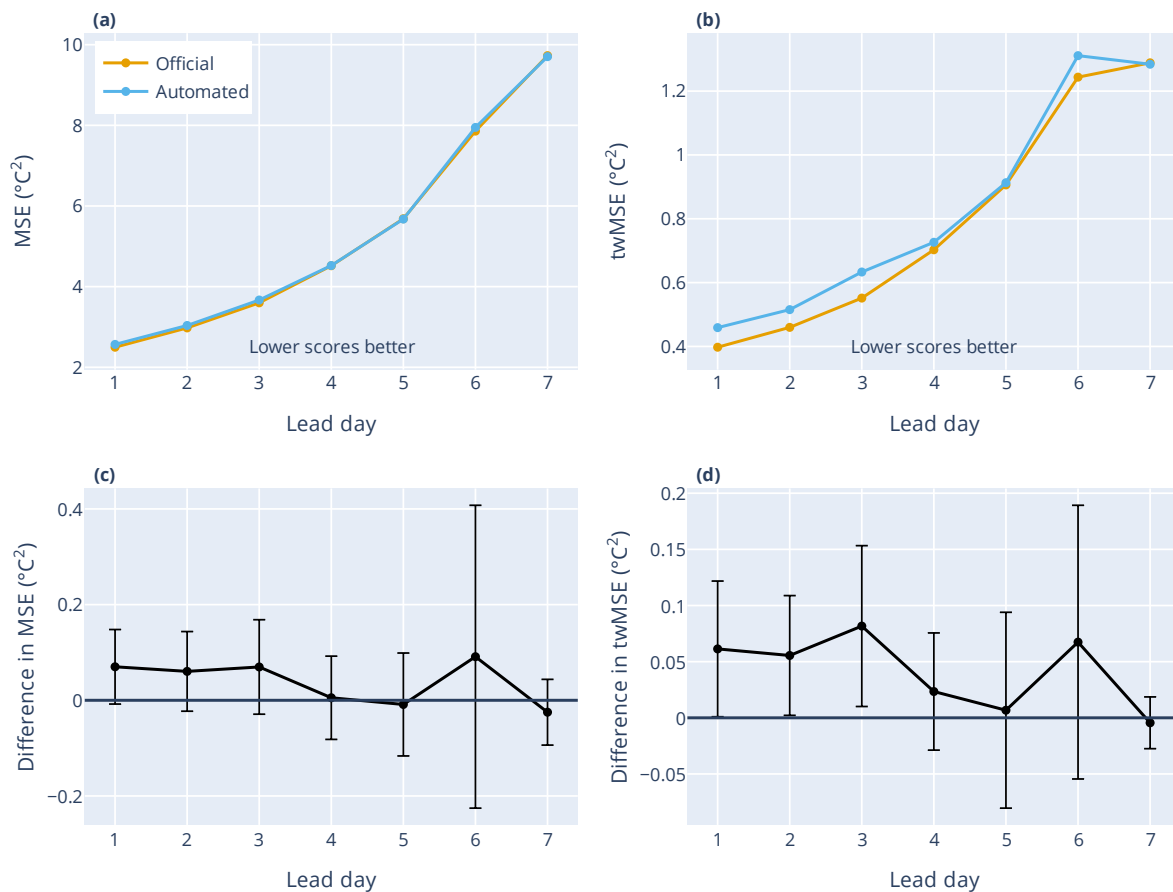 (a)
MSE (°C²)
10
8
6
4
2
Official
Automated
Lower scores better
1 2 3 4 5 6 7
Lead day
(b)
twMSE (°C²)
1.2
1
0.8
0.6
0.4
Lower scores better
1 2 3 4 5 6 7
Lead day
(c)
Difference in MSE (°C²)
0.4
0.2
0
−0.2
1 2 3 4 5 6 7
Lead day
(d)
Difference in twMSE (°C²)
0.2
0.15
0.1
0.05
0
−0.05
1 2 3 4 5 6 7
Lead day